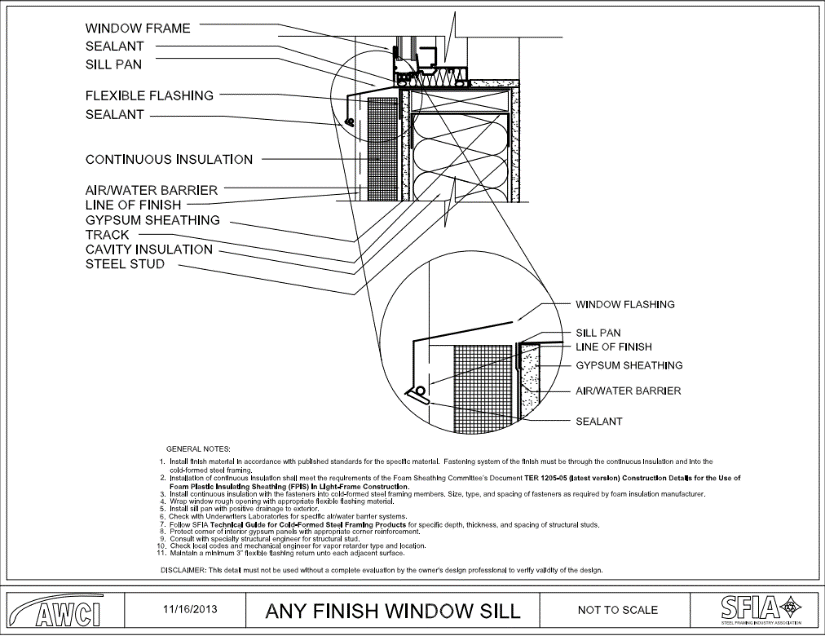 WINDOW FRAME
SEALANT
SILL PAN
FLEXIBLE FLASHING
SEALANT
CONTINUOUS INSULATION
AIR/WATER BARRIER
LINE OF FINISH
GYPSUM SHEATHING
TRACK
CAVITY INSULATION
STEEL STUD
WINDOW FLASHING
SILL PAN
LINE OF FINISH
GYPSUM SHEATHING
AIR/WATER BARRIER
SEALANT
GENERAL NOTES:
1. Install finish material in accordance with published standards for the specific material. Fastening system of the finish must be through the continuous insulation and into the
cold-formed steel framing.
2. Installation of continuous insulation shall meet the requirements of the Foam Sheathing Committee's Document TER 1205-05 (latest version) Construction Details for the Use of
Foam Plastic Insulating Sheathing (FPIS) in Light-Frame Construction.
3. Install continuous insulation with the fasteners into cold-formed steel framing members. Size, type, and spacing of fasteners as required by foam insulation manufacturer.
4. Wrap window rough opening with appropriate flexible flashing material.
5. Install sill pan with positive drainage to exterior.
6. Check with Underwriters Laboratories for specific air/water barrier systems.
7. Follow SFIA Technical Guide for Cold-Formed Steel Framing Products for specific depth, thickness, and spacing of structural studs.
8. Protect corner of interior gypsum panels with appropriate corner reinforcement.
9. Consult with specialty structural engineer for structural stud.
10. Check local codes and mechanical engineer for vapor retarder type and location.
11. Maintain a minimum 3" flexible flashing return onto each adjacent surface.
DISCLAIMER: This detail must not be used without a complete evaluation by the owner's design professional to verify validity of the design.
AWCI
11/16/2013
ANY FINISH WINDOW SILL
NOT TO SCALE
SFIA
STEEL FRAMING INDUSTRY ASSOCIATION